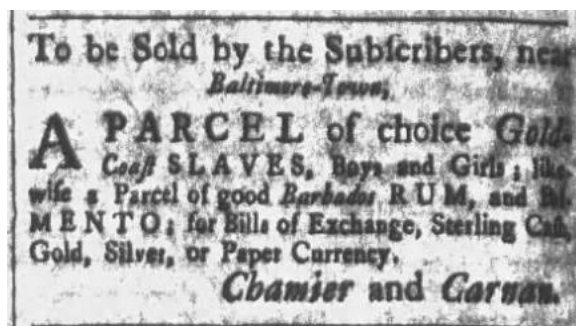 To be Sold by the Subſcribers, near
Baltimore-Town,
A PARCEL of choice Gold-
Coaſt SLAVES, Boys and Girls; like-
wiſe a Parcel of good Barbados RUM, and PI-
MENTO; for Bills of Exchange, Sterling Caſh,
Gold, Silver, or Paper Currency.
Chamier and Carnan.